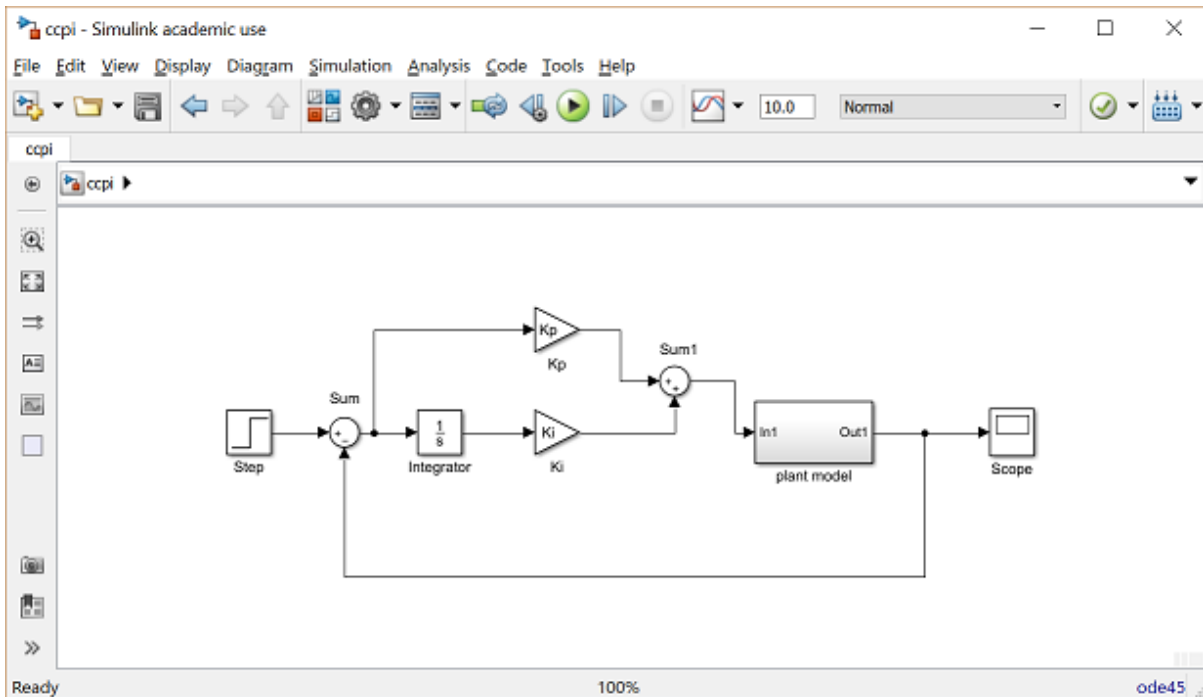 ccpi - Simulink academic use
File Edit View Display Diagram Simulation Analysis Code Tools Help
10.0 Normal
ccpi
ccpi
Kp
Kp
Sum1
Sum
+
+
+
-
1
s
Ki
In1 Out1
Step
Integrator
Ki
plant model
Scope
Ready 100% ode45